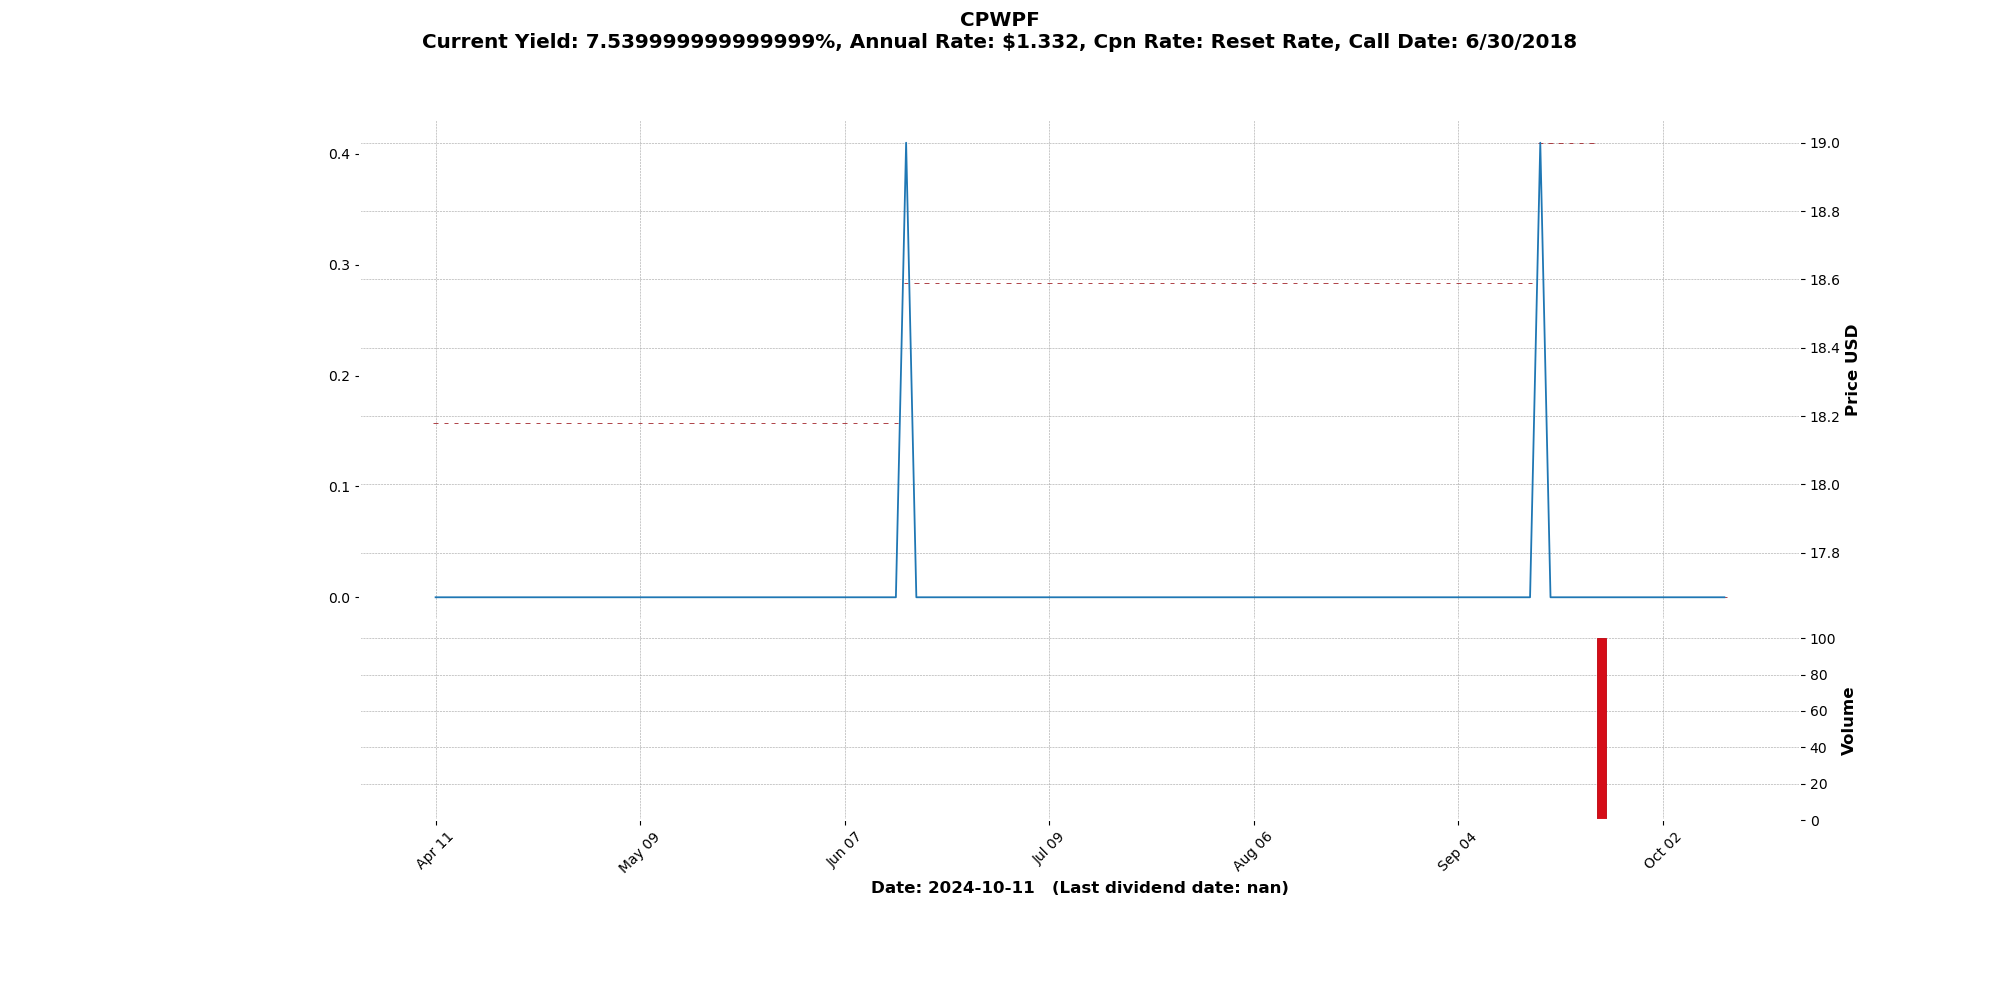 CPWPF
Current Yield: 7.539999999999999%, Annual Rate: $1.332, Cpn Rate: Reset Rate, Call Date: 6/30/2018
0.4
0.3
0.2
0.1
0.0
19.0
18.8
18.6
18.4
18.2
18.0
17.8
Price USD
100
80
60
40
20
0
Volume
Apr 11
May 09
Jun 07
Jul 09
Aug 06
Sep 04
Oct 02
Date: 2024-10-11   (Last dividend date: nan)